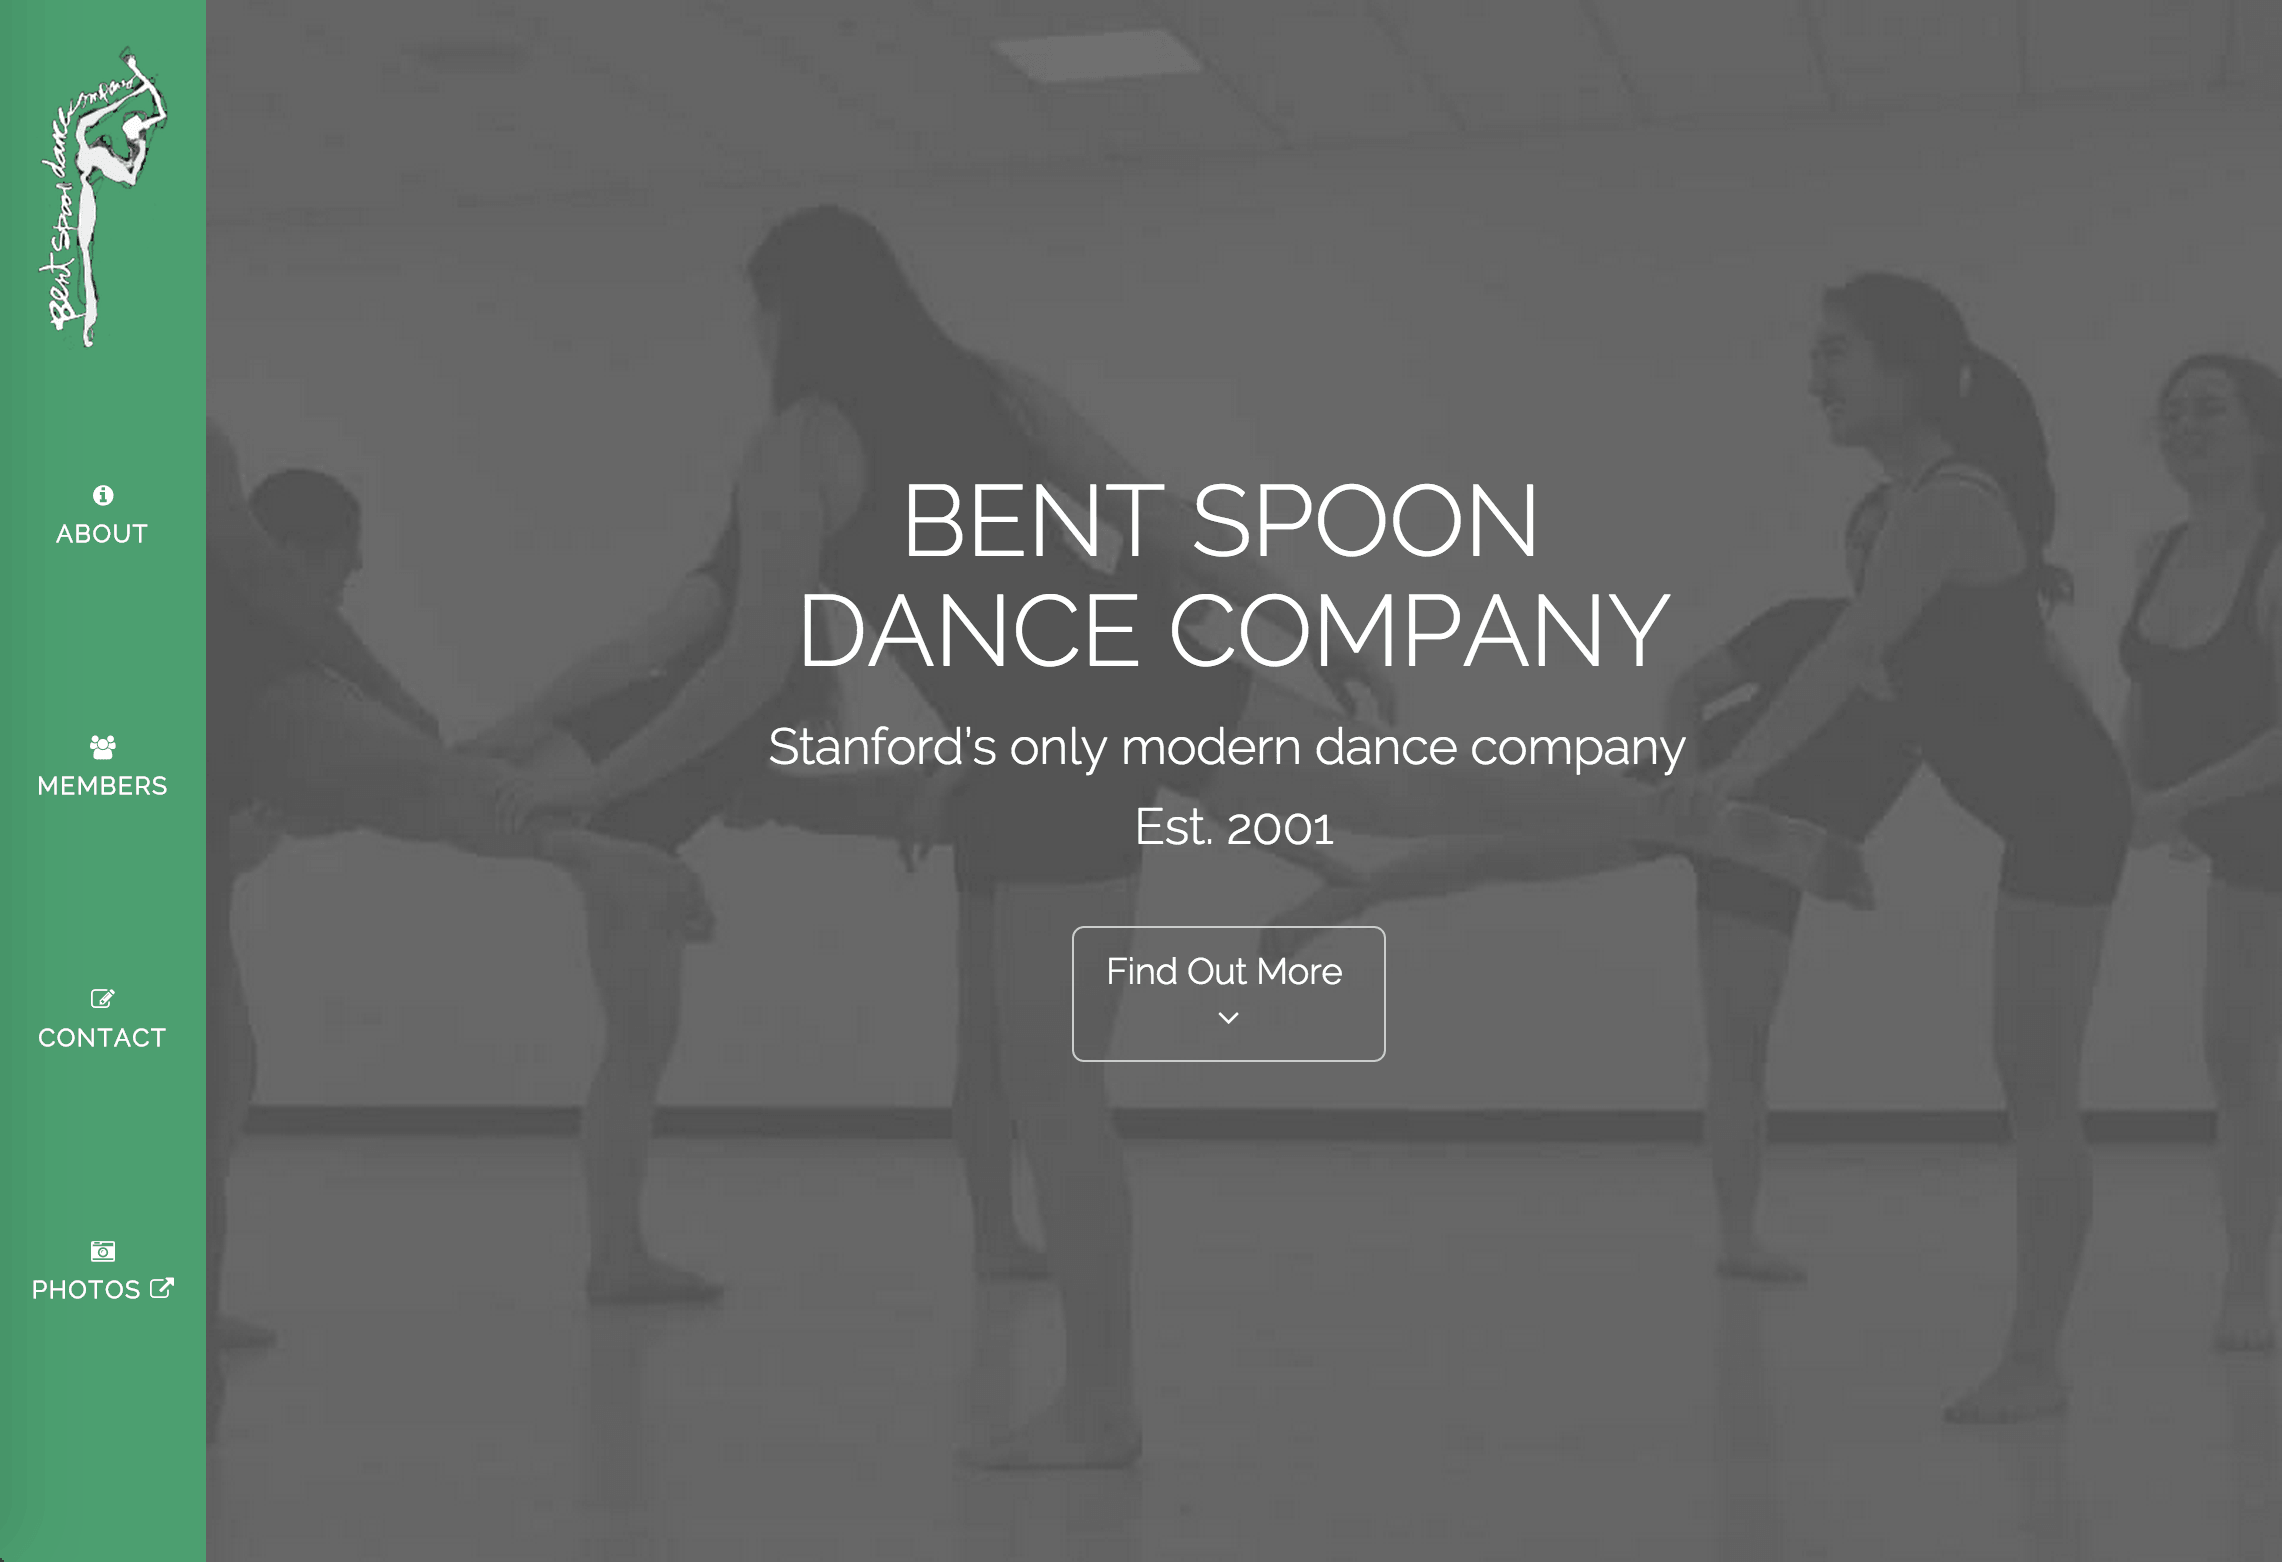 Bent Spoon dance company
ABOUT
MEMBERS
CONTACT
PHOTOS
BENT SPOON
DANCE COMPANY
Stanford's only modern dance company
Est. 2001
Find Out More